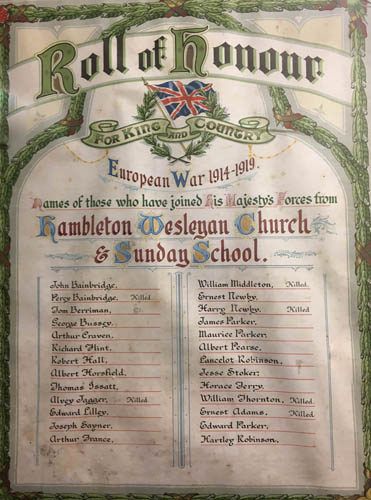 Roll of Honour
FOR KING AND COUNTRY
European War 1914-1919.
Names of those who have joined His Majesty's Forces from
Hambleton Wesleyan Church
& Sunday School.
John Bainbridge,
Percy Bainbridge, Killed.
Tom Berriman,
George Bussey,
Arthur Craven,
Richard Flint,
Robert Hall,
Albert Horsfield,
Thomas Issatt,
Alvey Jagger, Killed.
Edward Lilley,
Joseph Sayner,
Arthur France,
William Middleton, Killed.
Ernest Newby,
Harry Newby, Killed
James Parker,
Maurice Parker,
Albert Pearse,
Lancelot Robinson,
Jesse Stoker,
Horace Terry,
William Thornton, Killed.
Ernest Adams, Killed.
Edward Parker,
Hartley Robinson,